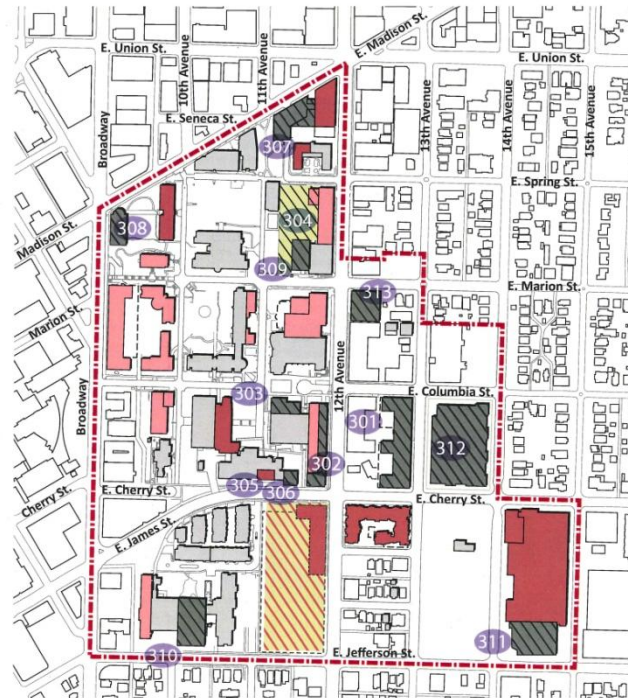 E. Madison St.
E. Union St.
E. Union St.
10th Avenue
11th Avenue
E. Seneca St.
Broadway
13th Avenue
14th Avenue
15th Avenue
307
E. Spring St.
Madison St.
308
304
309
E. Marion St.
313
Marion St.
12th Avenue
303
E. Columbia St.
Broadway
301
312
302
305
306
E. Cherry St.
E. Cherry St.
Cherry St.
E. James St.
311
E. Jefferson St.
310